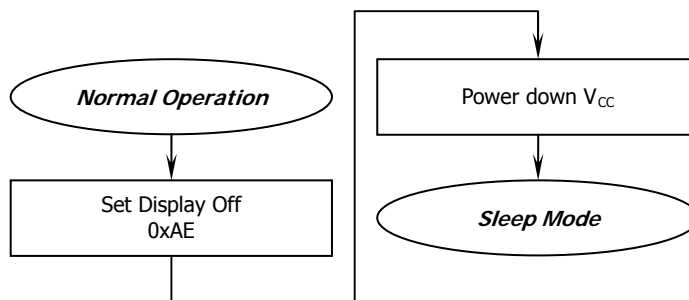 Normal Operation
Set Display Off
0xAE
Power down VCC
Sleep Mode